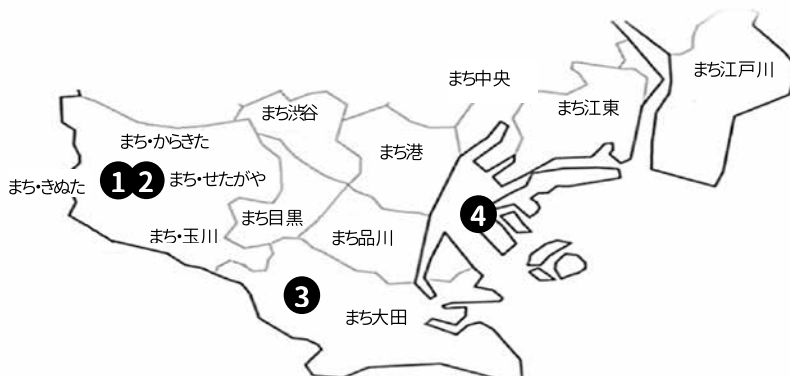 まち中央
まち江戸川
まち江東
まち渋谷
まち・からきた
まち港
まち・きぬた
1
2
まち・せたがや
まち目黒
4
まち・玉川
まち品川
3
まち大田